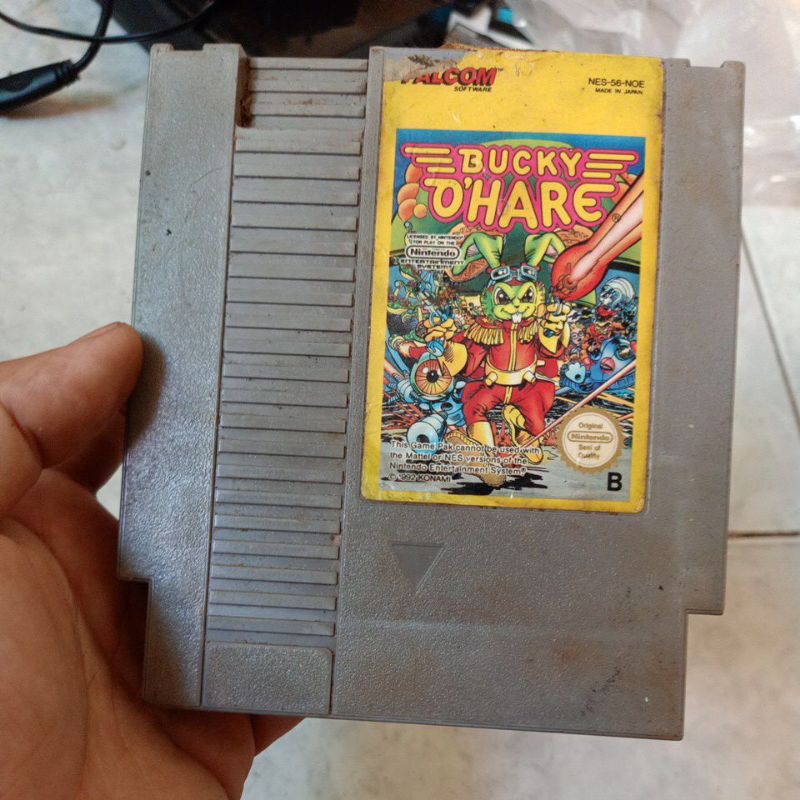 PALCOM™
SOFTWARE
NES-56-NOE
MADE IN JAPAN
BUCKY
O'HARE®
LICENSED BY NINTENDO
FOR PLAY ON THE
Nintendo
ENTERTAINMENT
SYSTEM
Original
Nintendo
Seal of
Quality
This Game Pak cannot be used with
the Mattel or NES versions of the
Nintendo Entertainment System®
© 1992 KONAMI
B